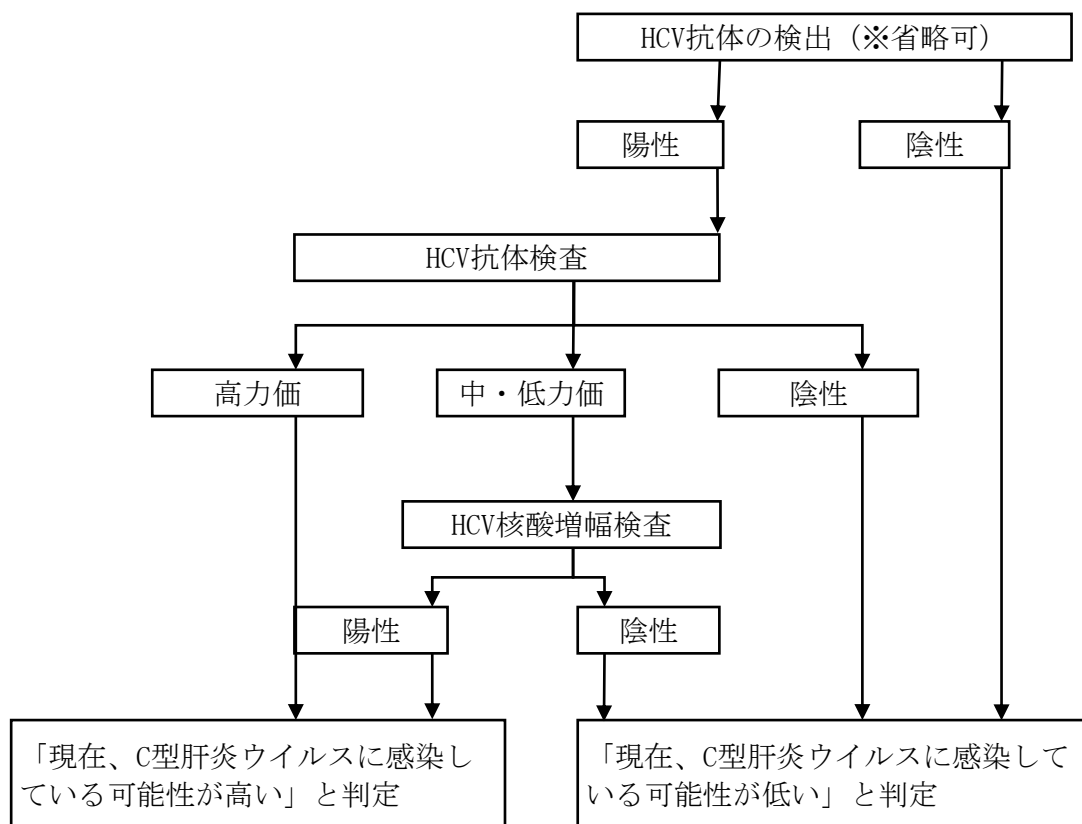 HCV抗体の検出（※省略可）
陽性
陰性
HCV抗体検査
高力価
中・低力価
陰性
HCV核酸増幅検査
陽性
陰性
「現在、C型肝炎ウイルスに感染し
ている可能性が高い」と判定
「現在、C型肝炎ウイルスに感染して
いる可能性が低い」と判定